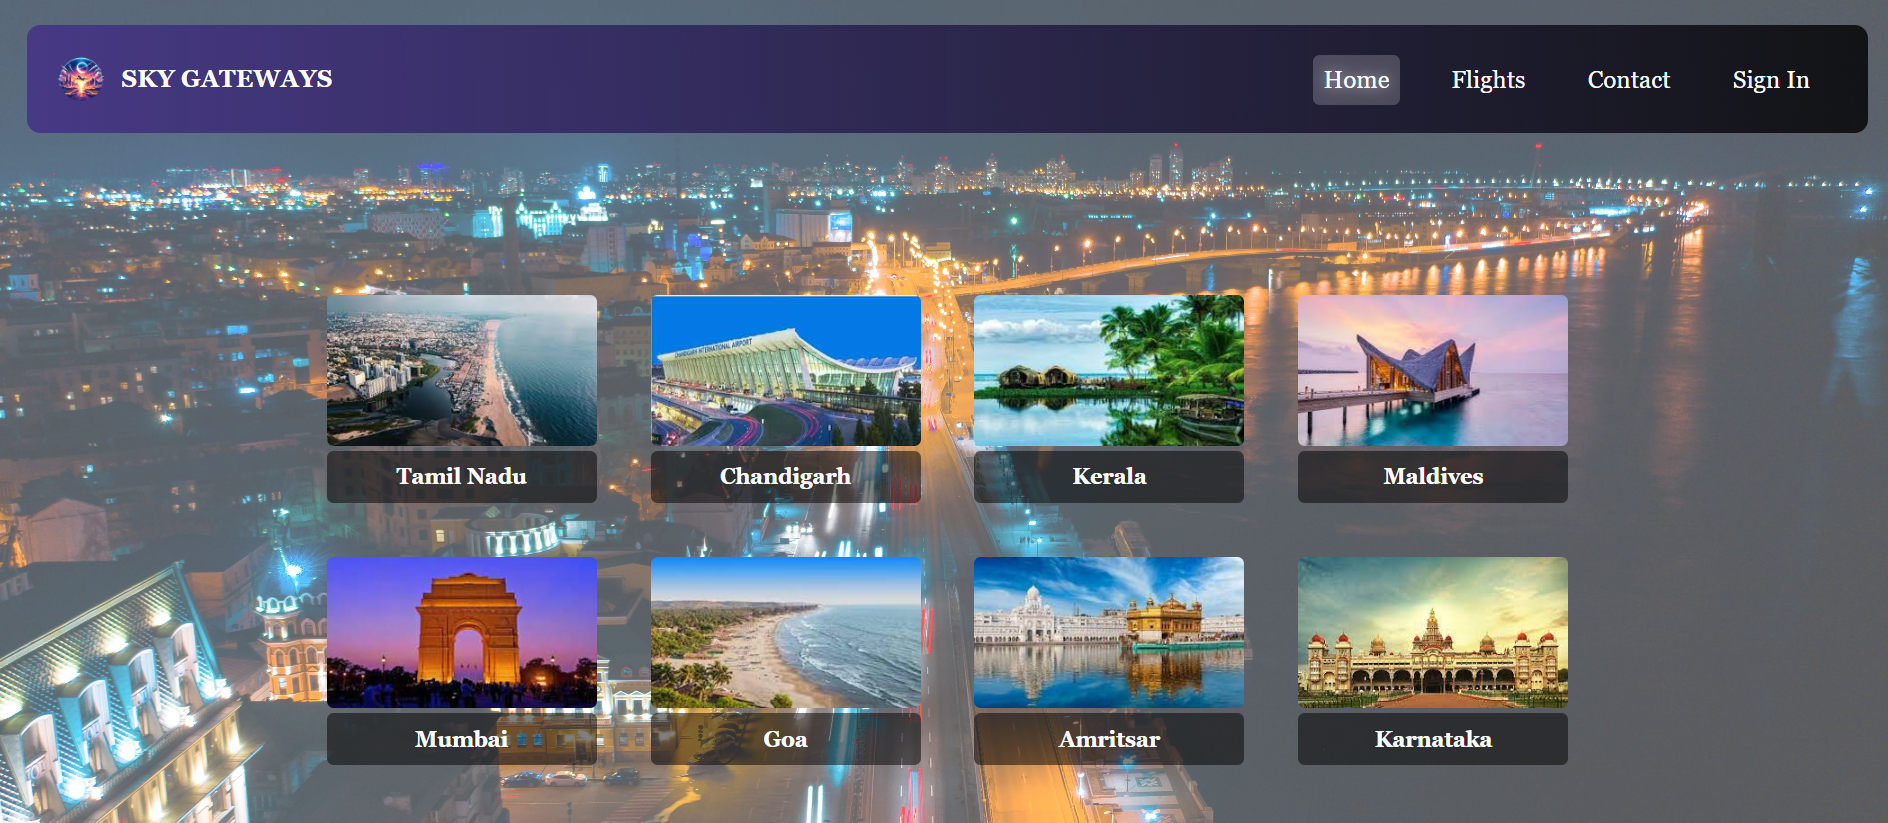 SKY GATEWAYS
Home
Flights
Contact
Sign In
CHANDIGARH INTERNATIONAL AIRPORT
Tamil Nadu
Chandigarh
Kerala
Maldives
Mumbai
Goa
Amritsar
Karnataka